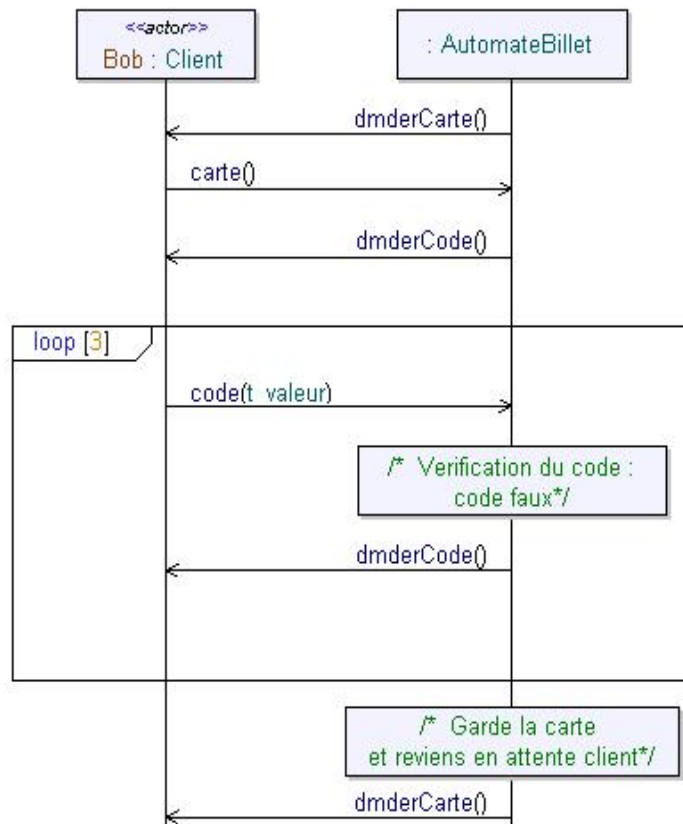 <<actor>>
Bob : Client
: AutomateBillet
dmderCarte()
carte()
dmderCode()
loop [3]
code(t_valeur)
/* Verification du code :
code faux*/
dmderCode()
/* Garde la carte
et reviens en attente client*/
dmderCarte()